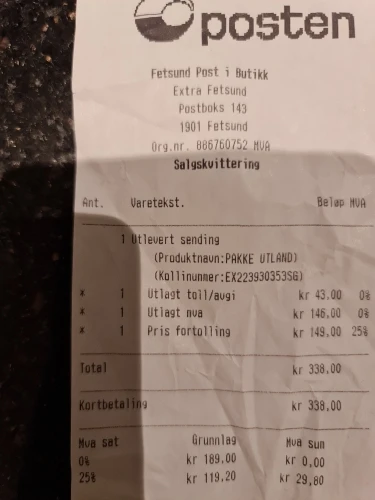 posten
Fetsund Post i Butikk
Extra Fetsund
Postboks 143
1901 Fetsund
Org.nr. 886760752 MVA
Salgskvittering
Ant. Varetekst. Beløp MVA
1 Utlevert sending
(Produktnavn:PAKKE UTLAND)
(Kollinummer:EX223930353SG)
* 1 Utlagt toll/avgi kr 43.00 0%
* 1 Utlagt mva kr 146,00 0%
* 1 Pris fortolling kr 149,00 25%
Total kr 338,00
Kortbetaling kr 338,00
Mva sat Grunnlag Mva sum
0% kr 189,00 kr 0,00
25% kr 119,20 kr 29,80